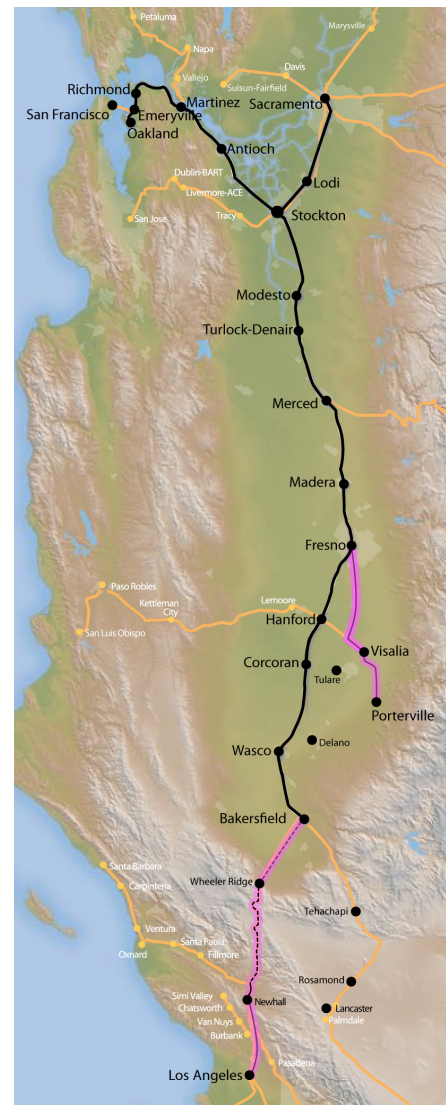 Petaluma
Marysville
Napa
Davis
Vallejo
Suisun-Fairfield
Richmond
Martinez
Sacramento
San Francisco
Emeryville
Oakland
Antioch
Dublin-BART
Lodi
Livermore-ACE
San Jose
Tracy
Stockton
Modesto
Turlock-Denair
Merced
Madera
Fresno
Paso Robles
Kettleman
City
Lemoore
Hanford
San Luis Obispo
Visalia
Corcoran
Tulare
Porterville
Delano
Wasco
Bakersfield
Santa Barbara
Wheeler Ridge
Carpinteria
Tehachapi
Ventura
Santa Paula
Oxnard
Fillmore
Rosamond
Simi Valley
Newhall
Chatsworth
Lancaster
Van Nuys
Palmdale
Burbank
Pasadena
Los Angeles